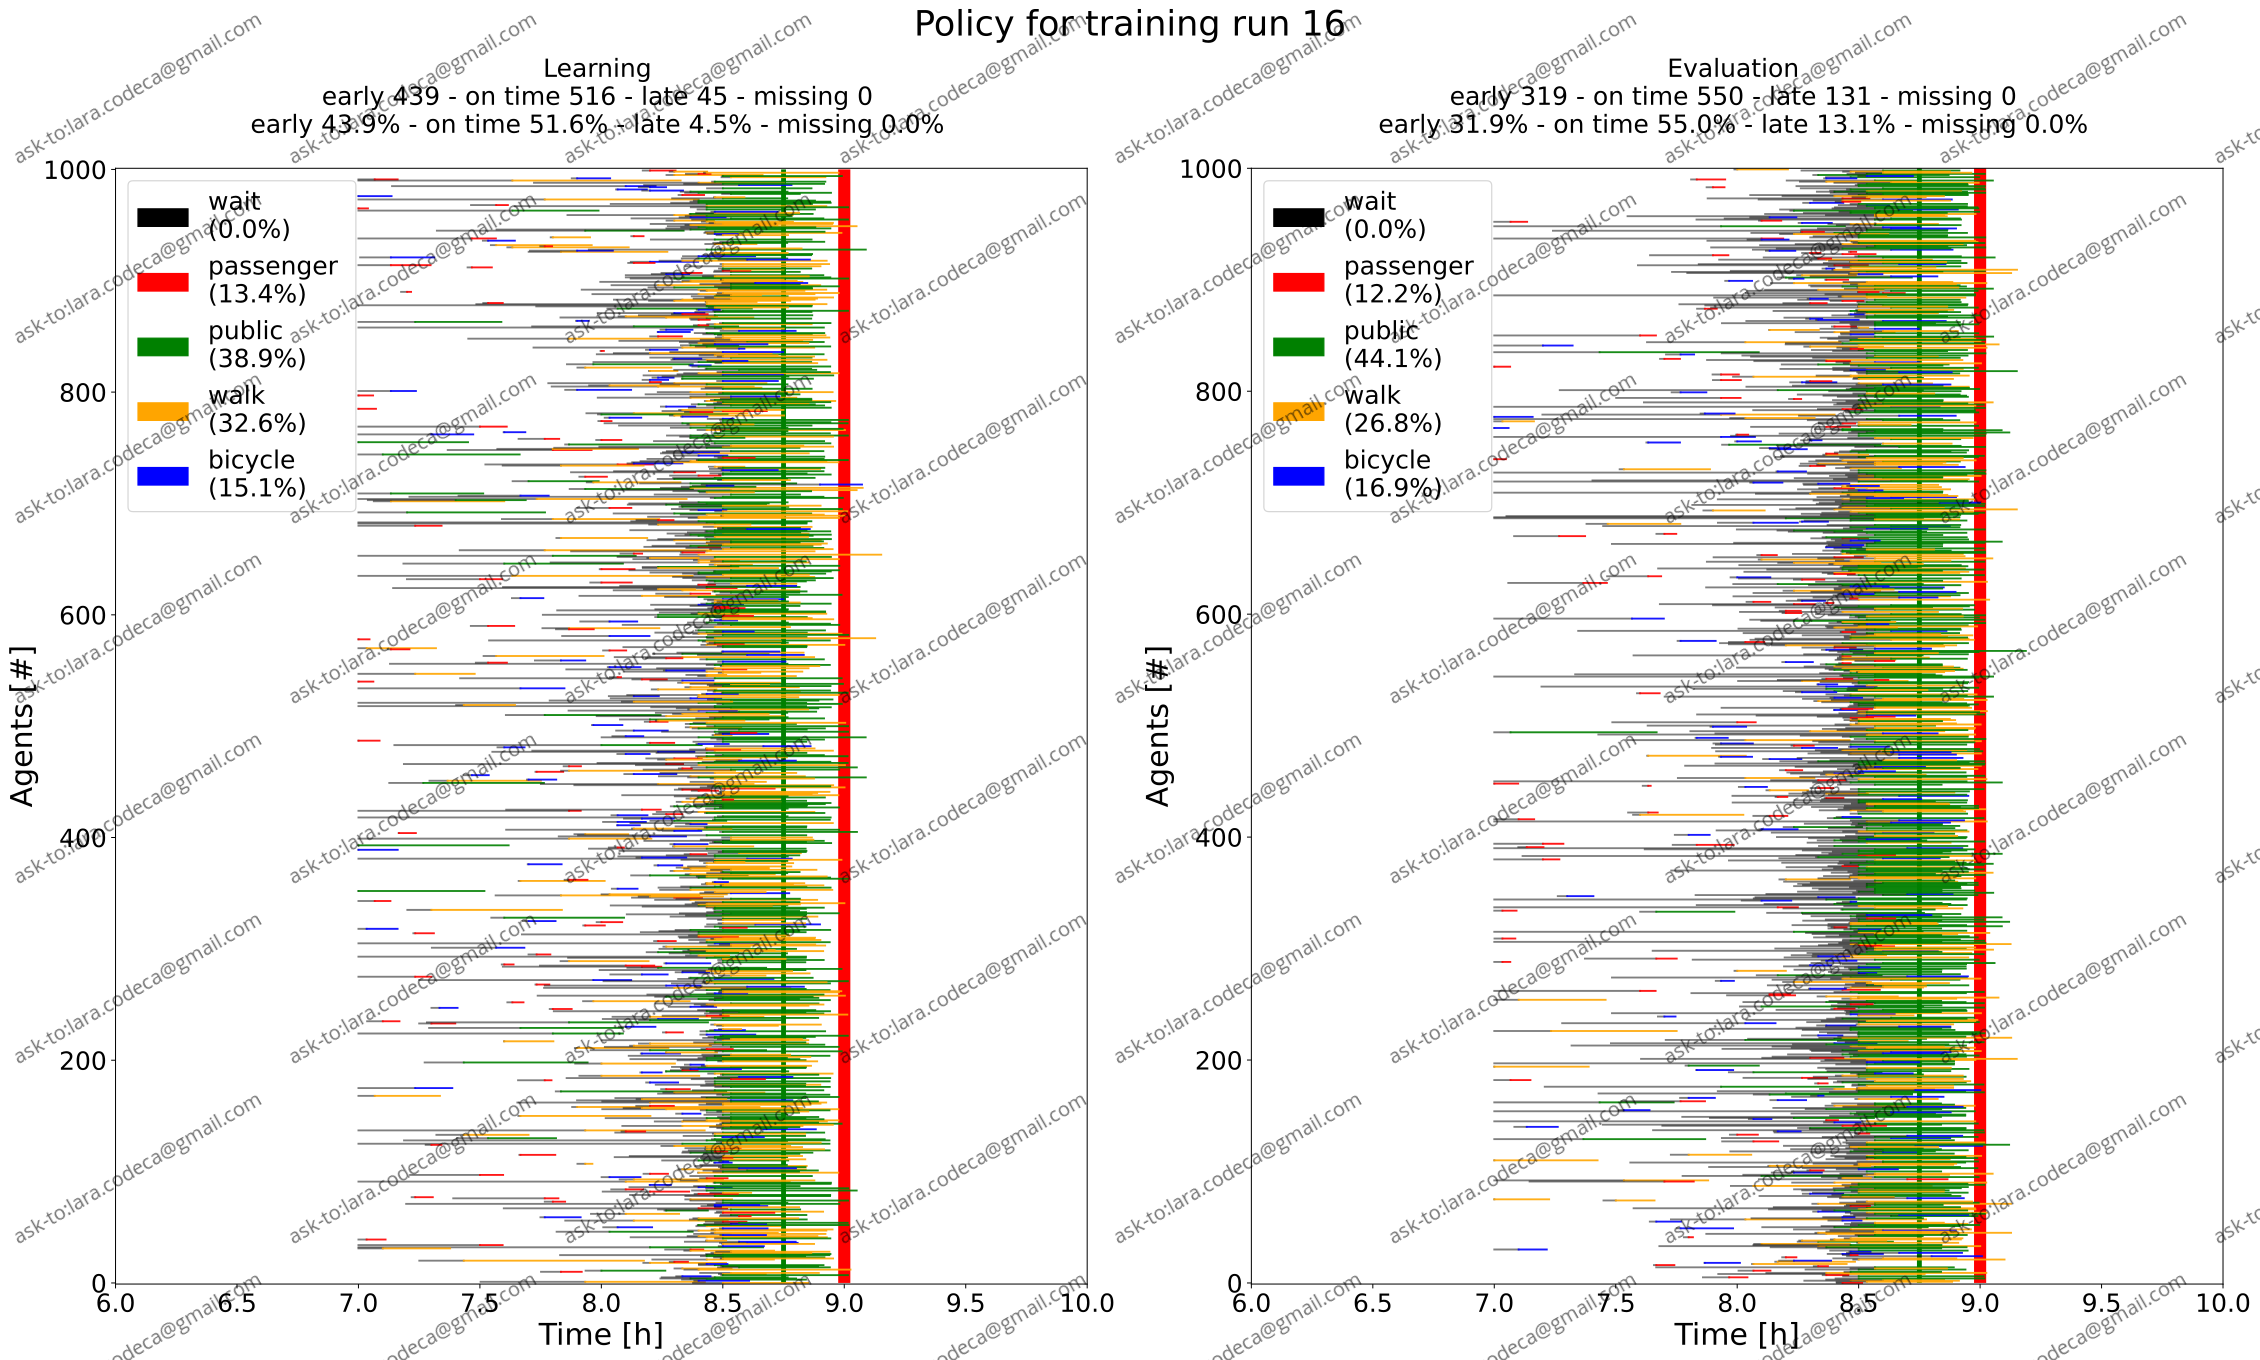 Policy for training run 16
Learning
early 439 - on time 516 - late 45 - missing 0
early 43.9% - on time 51.6% - late 4.5% - missing 0.0%
1000
800
600
400
200
0
Agents [#]
wait
(0.0%)
passenger
(13.4%)
public
(38.9%)
walk
(32.6%)
bicycle
(15.1%)
6.0 6.5 7.0 7.5 8.0 8.5 9.0 9.5 10.0
Time [h]
Evaluation
early 319 - on time 550 - late 131 - missing 0
early 31.9% - on time 55.0% - late 13.1% - missing 0.0%
1000
800
600
400
200
0
Agents [#]
wait
(0.0%)
passenger
(12.2%)
public
(44.1%)
walk
(26.8%)
bicycle
(16.9%)
6.0 6.5 7.0 7.5 8.0 8.5 9.0 9.5 10.0
Time [h]
ask-to:lara.codeca@gmail.com